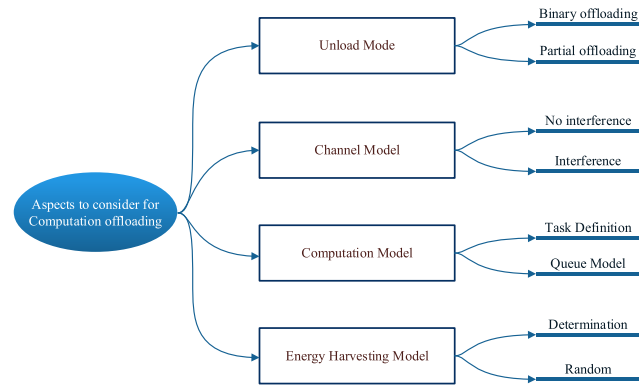 Aspects to consider for
Computation offloading
Unload Mode
Binary offloading
Partial offloading
Channel Model
No interference
Interference
Computation Model
Task Definition
Queue Model
Energy Harvesting Model
Determination
Random